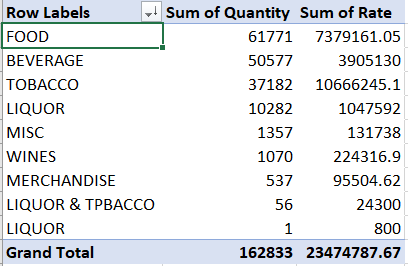 Row Labels Sum of Quantity Sum of Rate
FOOD 61771 7379161.05
BEVERAGE 50577 3905130
TOBACCO 37182 10666245.1
LIQUOR 10282 1047592
MISC 1357 131738
WINES 1070 224316.9
MERCHANDISE 537 95504.62
LIQUOR & TPBACCO 56 24300
LIQUOR 1 800
Grand Total 162833 23474787.67